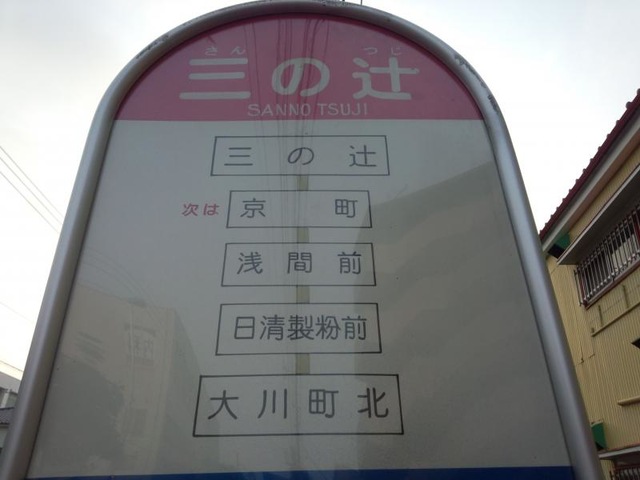 さん つじ
三の辻
SANNO TSUJI
三の辻
次は 京町
浅間前
日清製粉前
大川町北